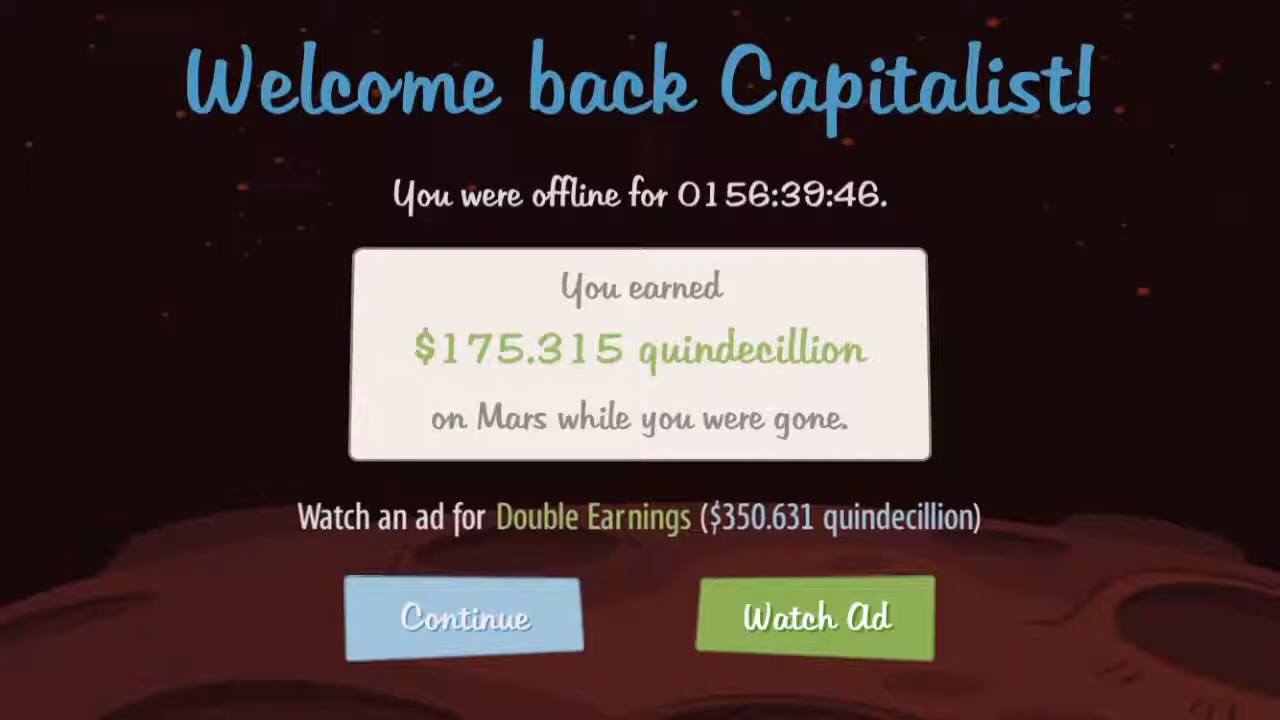 Welcome back Capitalist!
You were offline for 0156:39:46.
You earned
$175.315 quindecillion
on Mars while you were gone.
Watch an ad for Double Earnings ($350.631 quindecillion)
Continue
Watch Ad